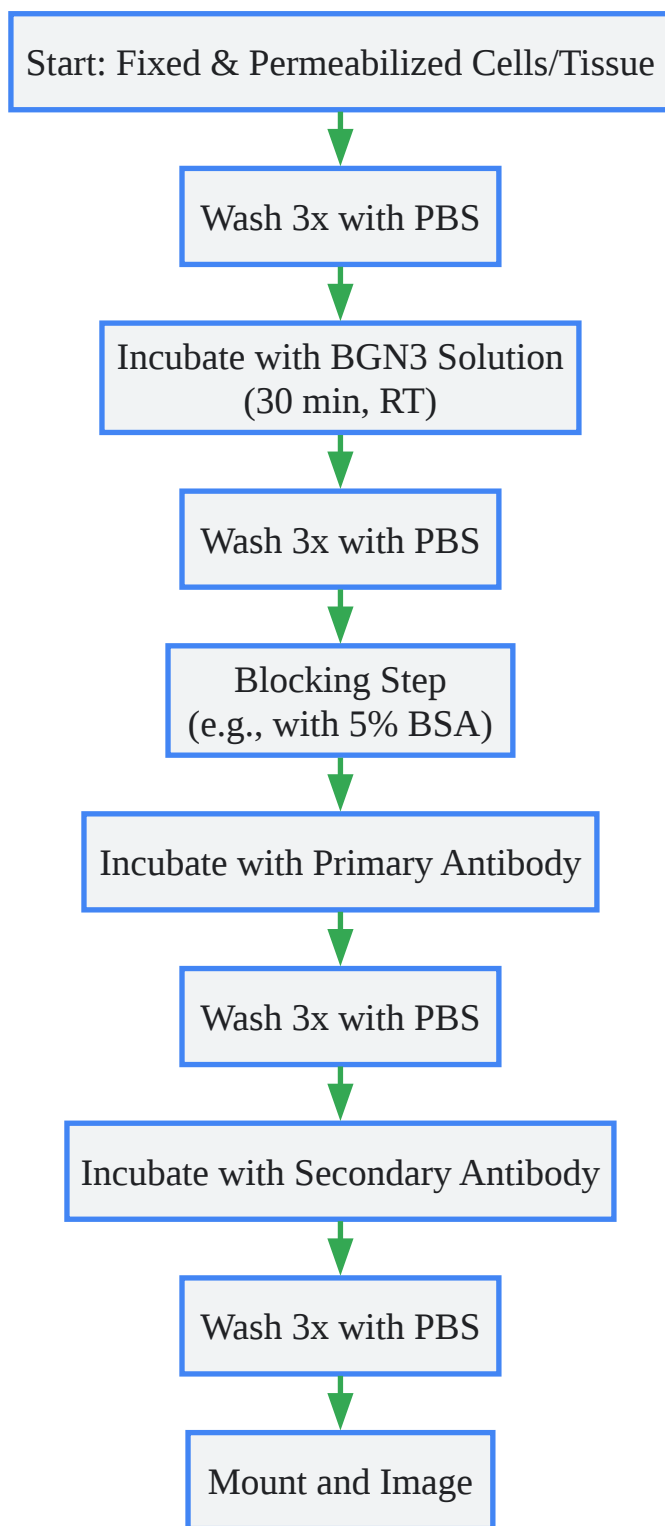 Start: Fixed & Permeabilized Cells/Tissue
Wash 3x with PBS
Incubate with BGN3 Solution
(30 min, RT)
Wash 3x with PBS
Blocking Step
(e.g., with 5% BSA)
Incubate with Primary Antibody
Wash 3x with PBS
Incubate with Secondary Antibody
Wash 3x with PBS
Mount and Image